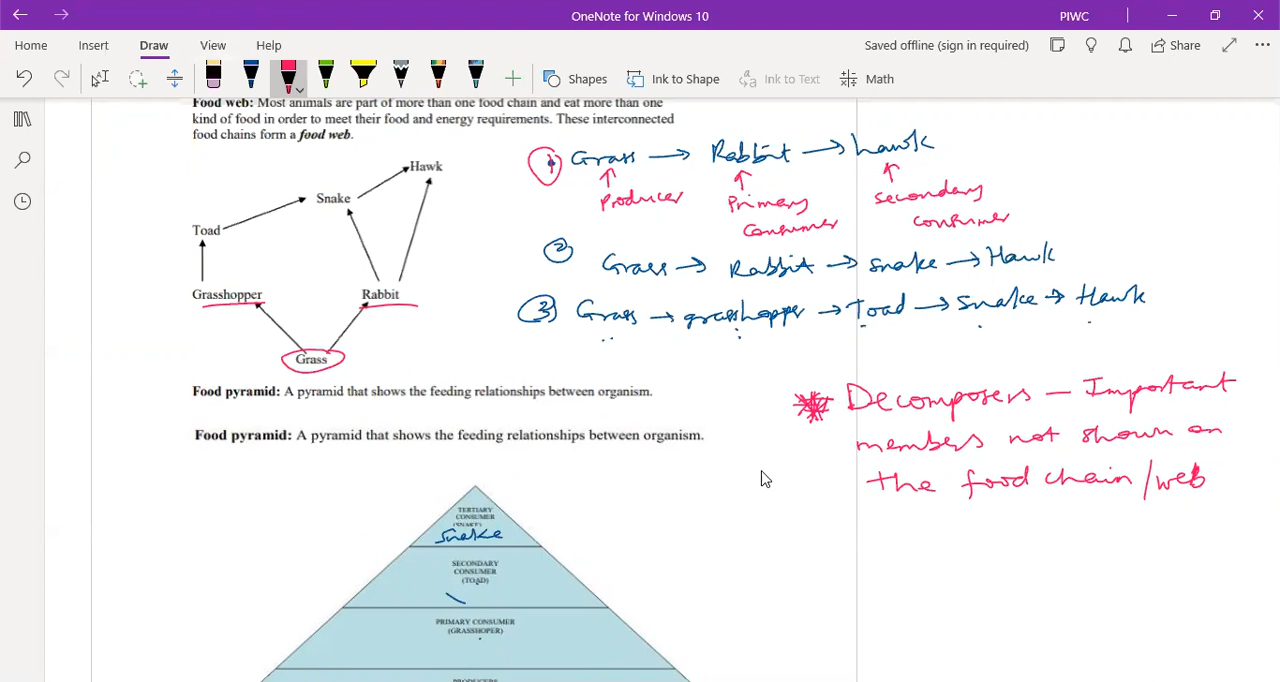 OneNote for Windows 10
PIWC
Home Insert Draw View Help
Saved offline (sign in required)
Share
Shapes
Ink to Shape
Ink to Text
Math
Food web: Most animals are part of more than one food chain and eat more than one
kind of food in order to meet their food and energy requirements. These interconnected
food chains form a food web.
Hawk
Snake
Toad
Grasshopper
Rabbit
Grass
1 Grass → Rabbit → hawk
Producer
Primary
Consumer
secondary
consumer
2 Grass → Rabbit → snake → Hawk
3 Grass → grasshopper → Toad → snake → Hawk
Food pyramid: A pyramid that shows the feeding relationships between organism.
Food pyramid: A pyramid that shows the feeding relationships between organism.
Decomposers – Important
members not shown on
the food chain/web
TERTIARY
CONSUMER
(SNAKE)
Snake
SECONDARY
CONSUMER
(TOAD)
PRIMARY CONSUMER
(GRASSHOPER)
PRODUCERS